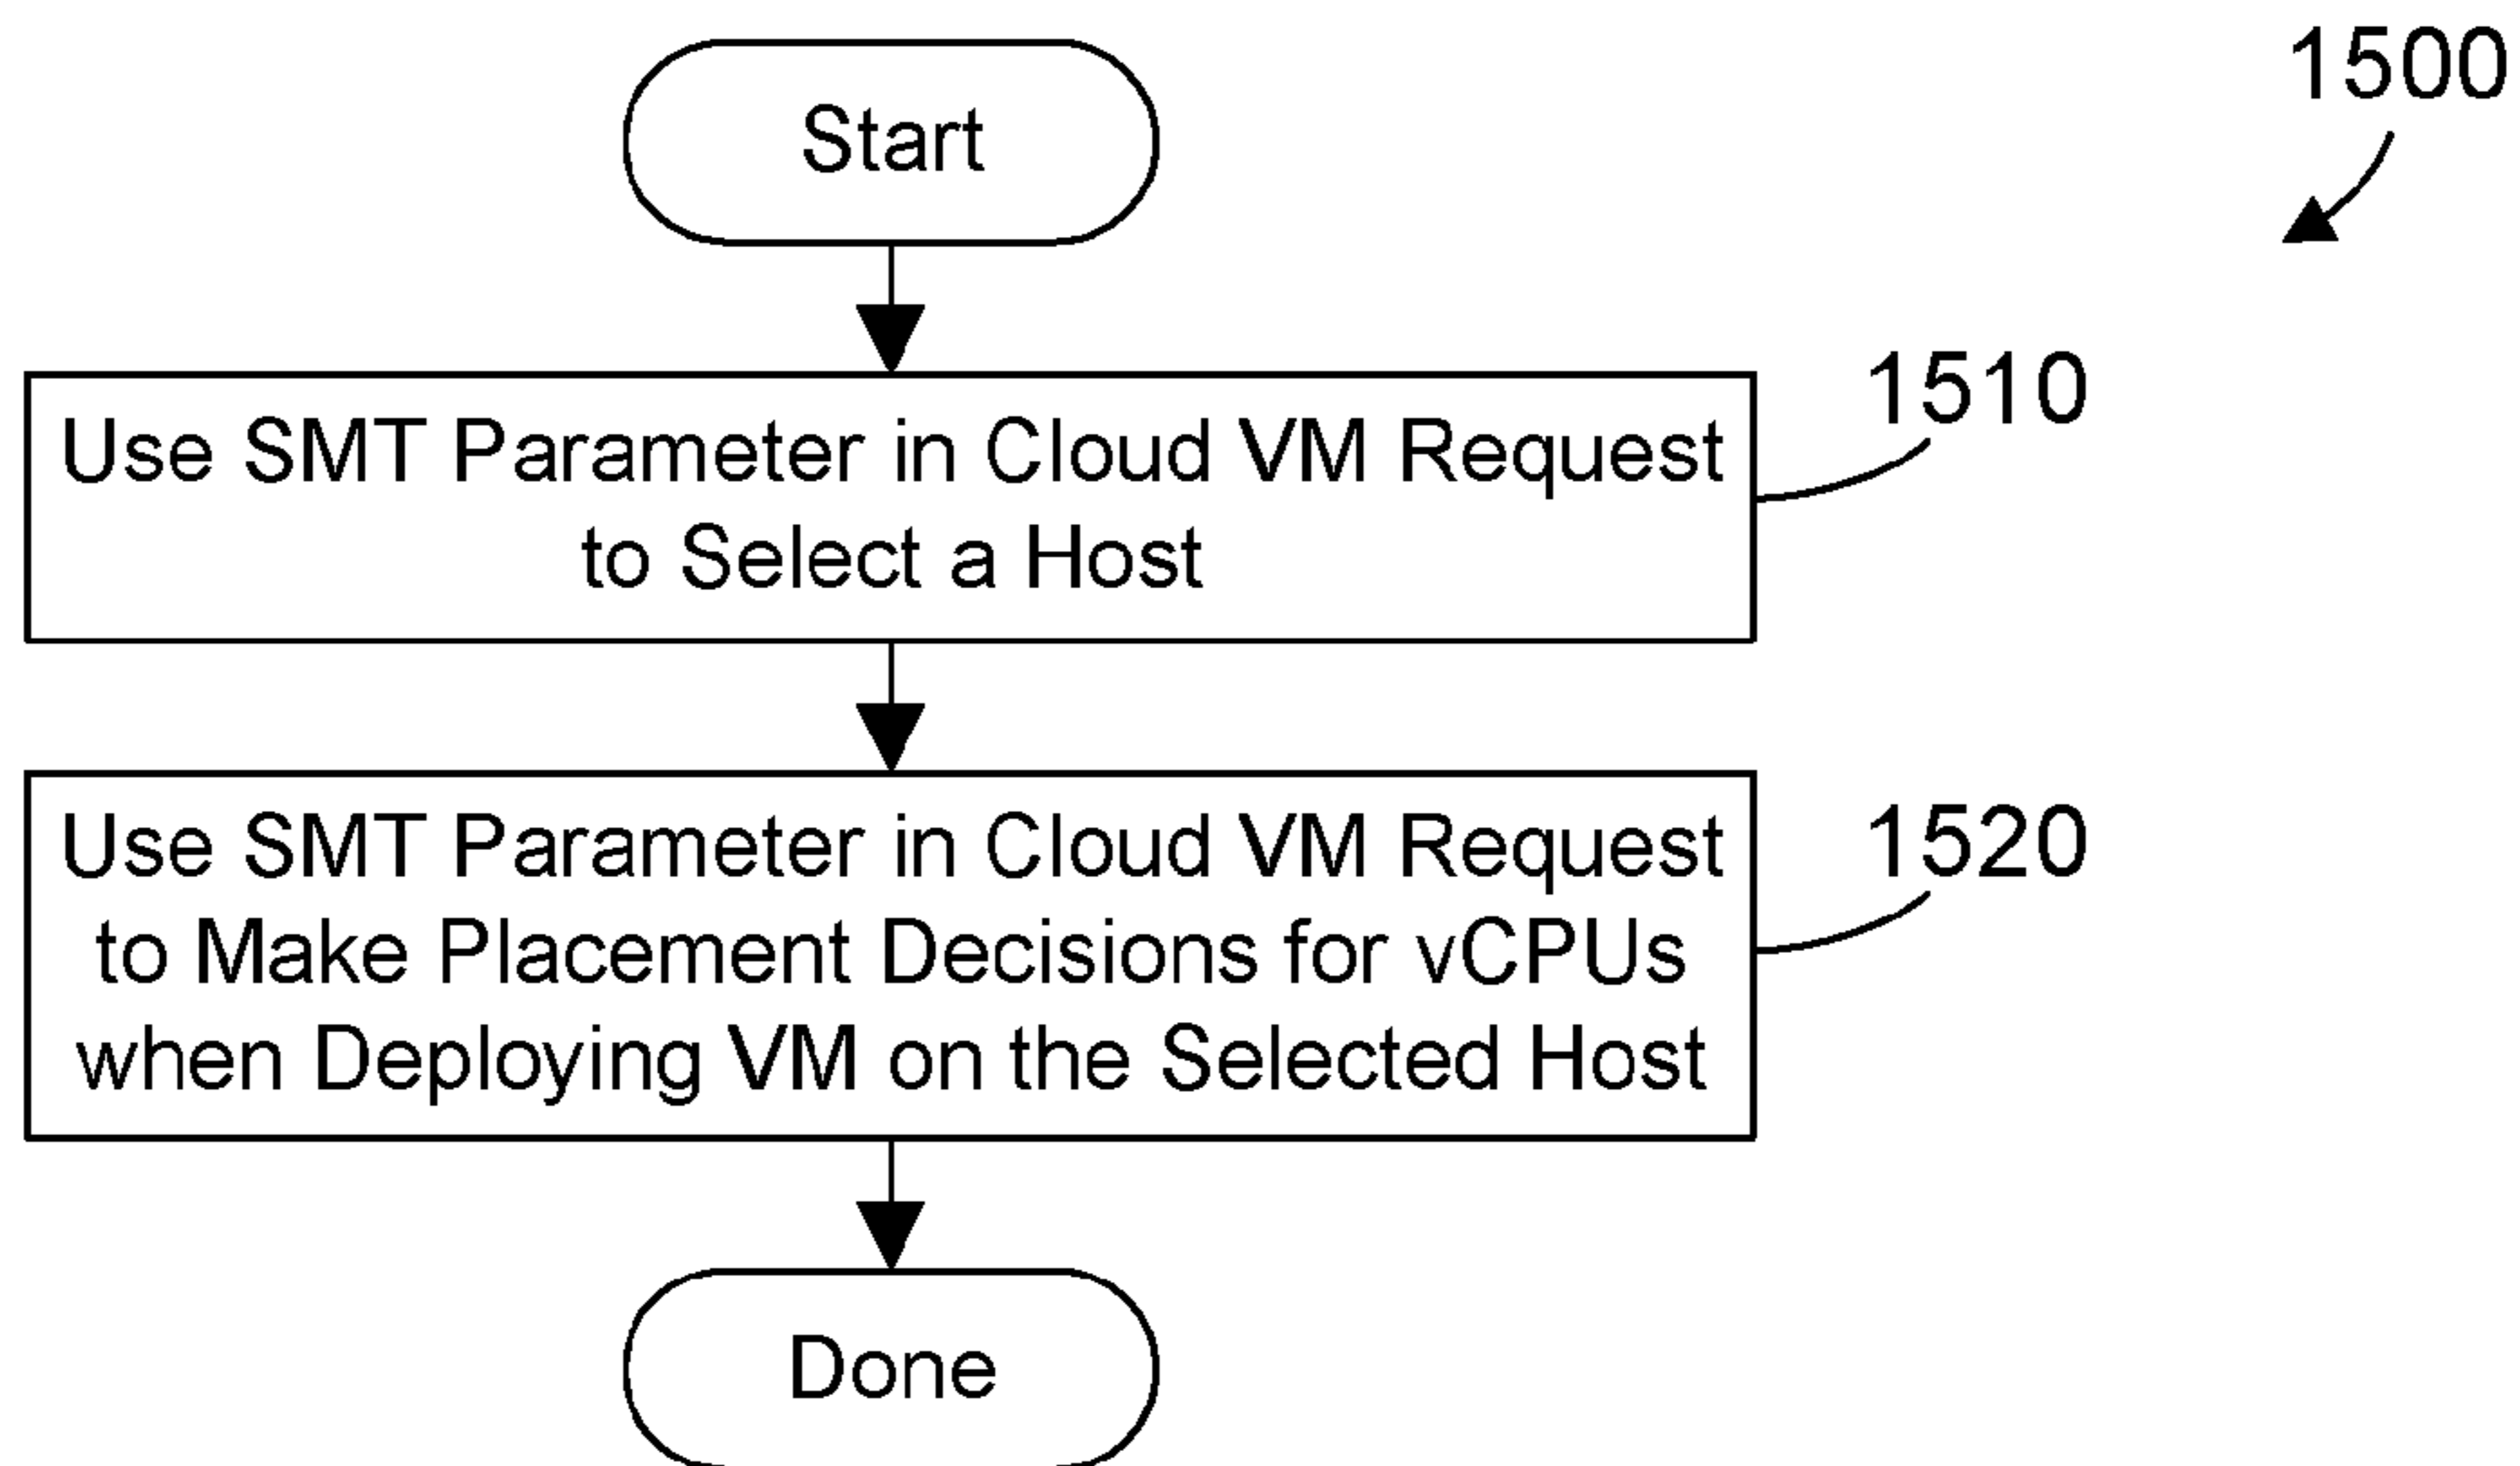 Start
1500
Use SMT Parameter in Cloud VM Request
to Select a Host
1510
Use SMT Parameter in Cloud VM Request
to Make Placement Decisions for vCPUs
when Deploying VM on the Selected Host
1520
Done